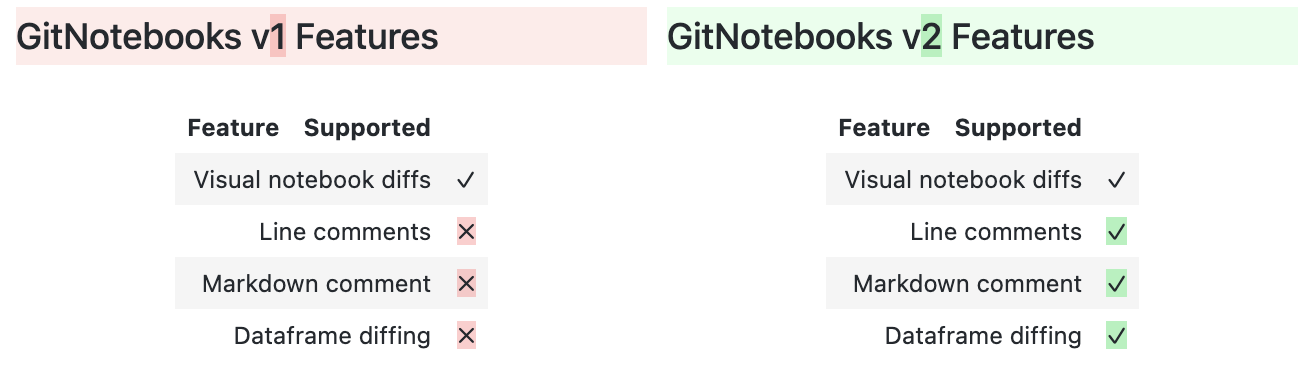 GitNotebooks v1 Features
Feature Supported
Visual notebook diffs ✓
Line comments ✕
Markdown comment ✕
Dataframe diffing ✕
GitNotebooks v2 Features
Feature Supported
Visual notebook diffs ✓
Line comments ✓
Markdown comment ✓
Dataframe diffing ✓